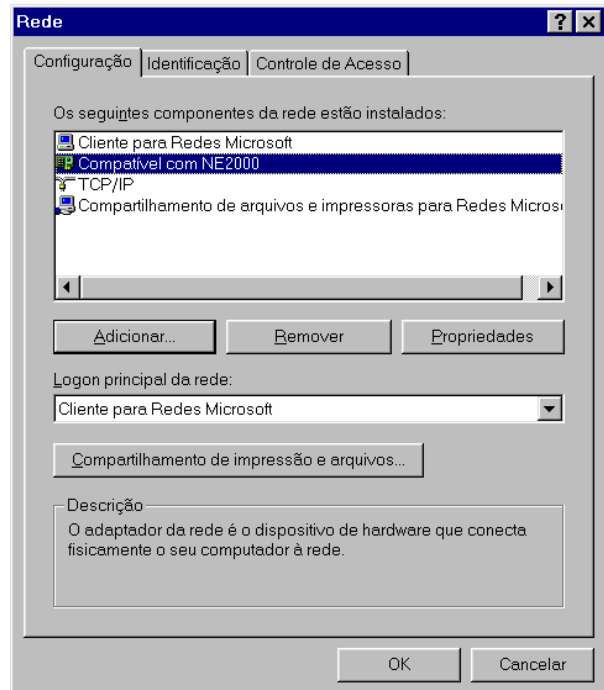 Rede
Configuração Identificação Controle de Acesso
Os seguintes componentes da rede estão instalados:
Cliente para Redes Microsoft
Compatível com NE2000
TCP/IP
Compartilhamento de arquivos e impressoras para Redes Micros
Adicionar... Remover Propriedades
Logon principal da rede:
Cliente para Redes Microsoft
Compartilhamento de impressão e arquivos...
Descrição
O adaptador da rede é o dispositivo de hardware que conecta
fisicamente o seu computador à rede.
OK Cancelar